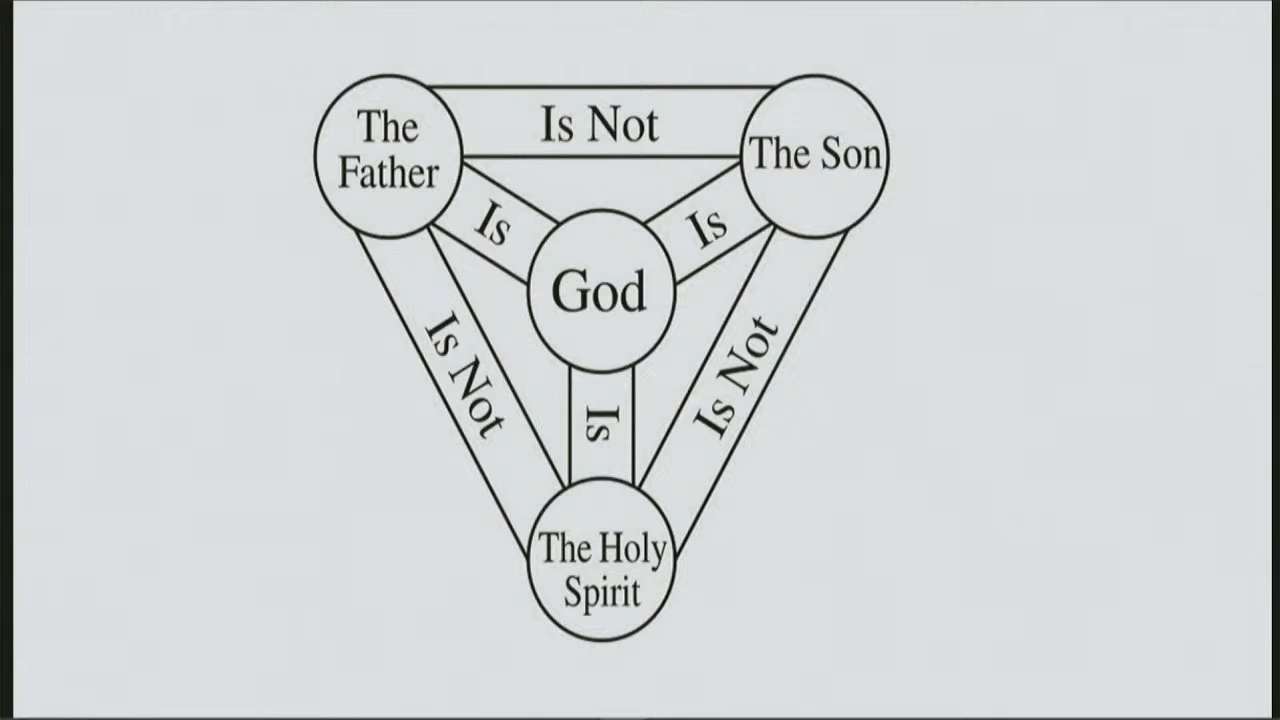 The
Father
Is Not
The Son
Is
Is
God
Is Not
Is
Is Not
The Holy
Spirit